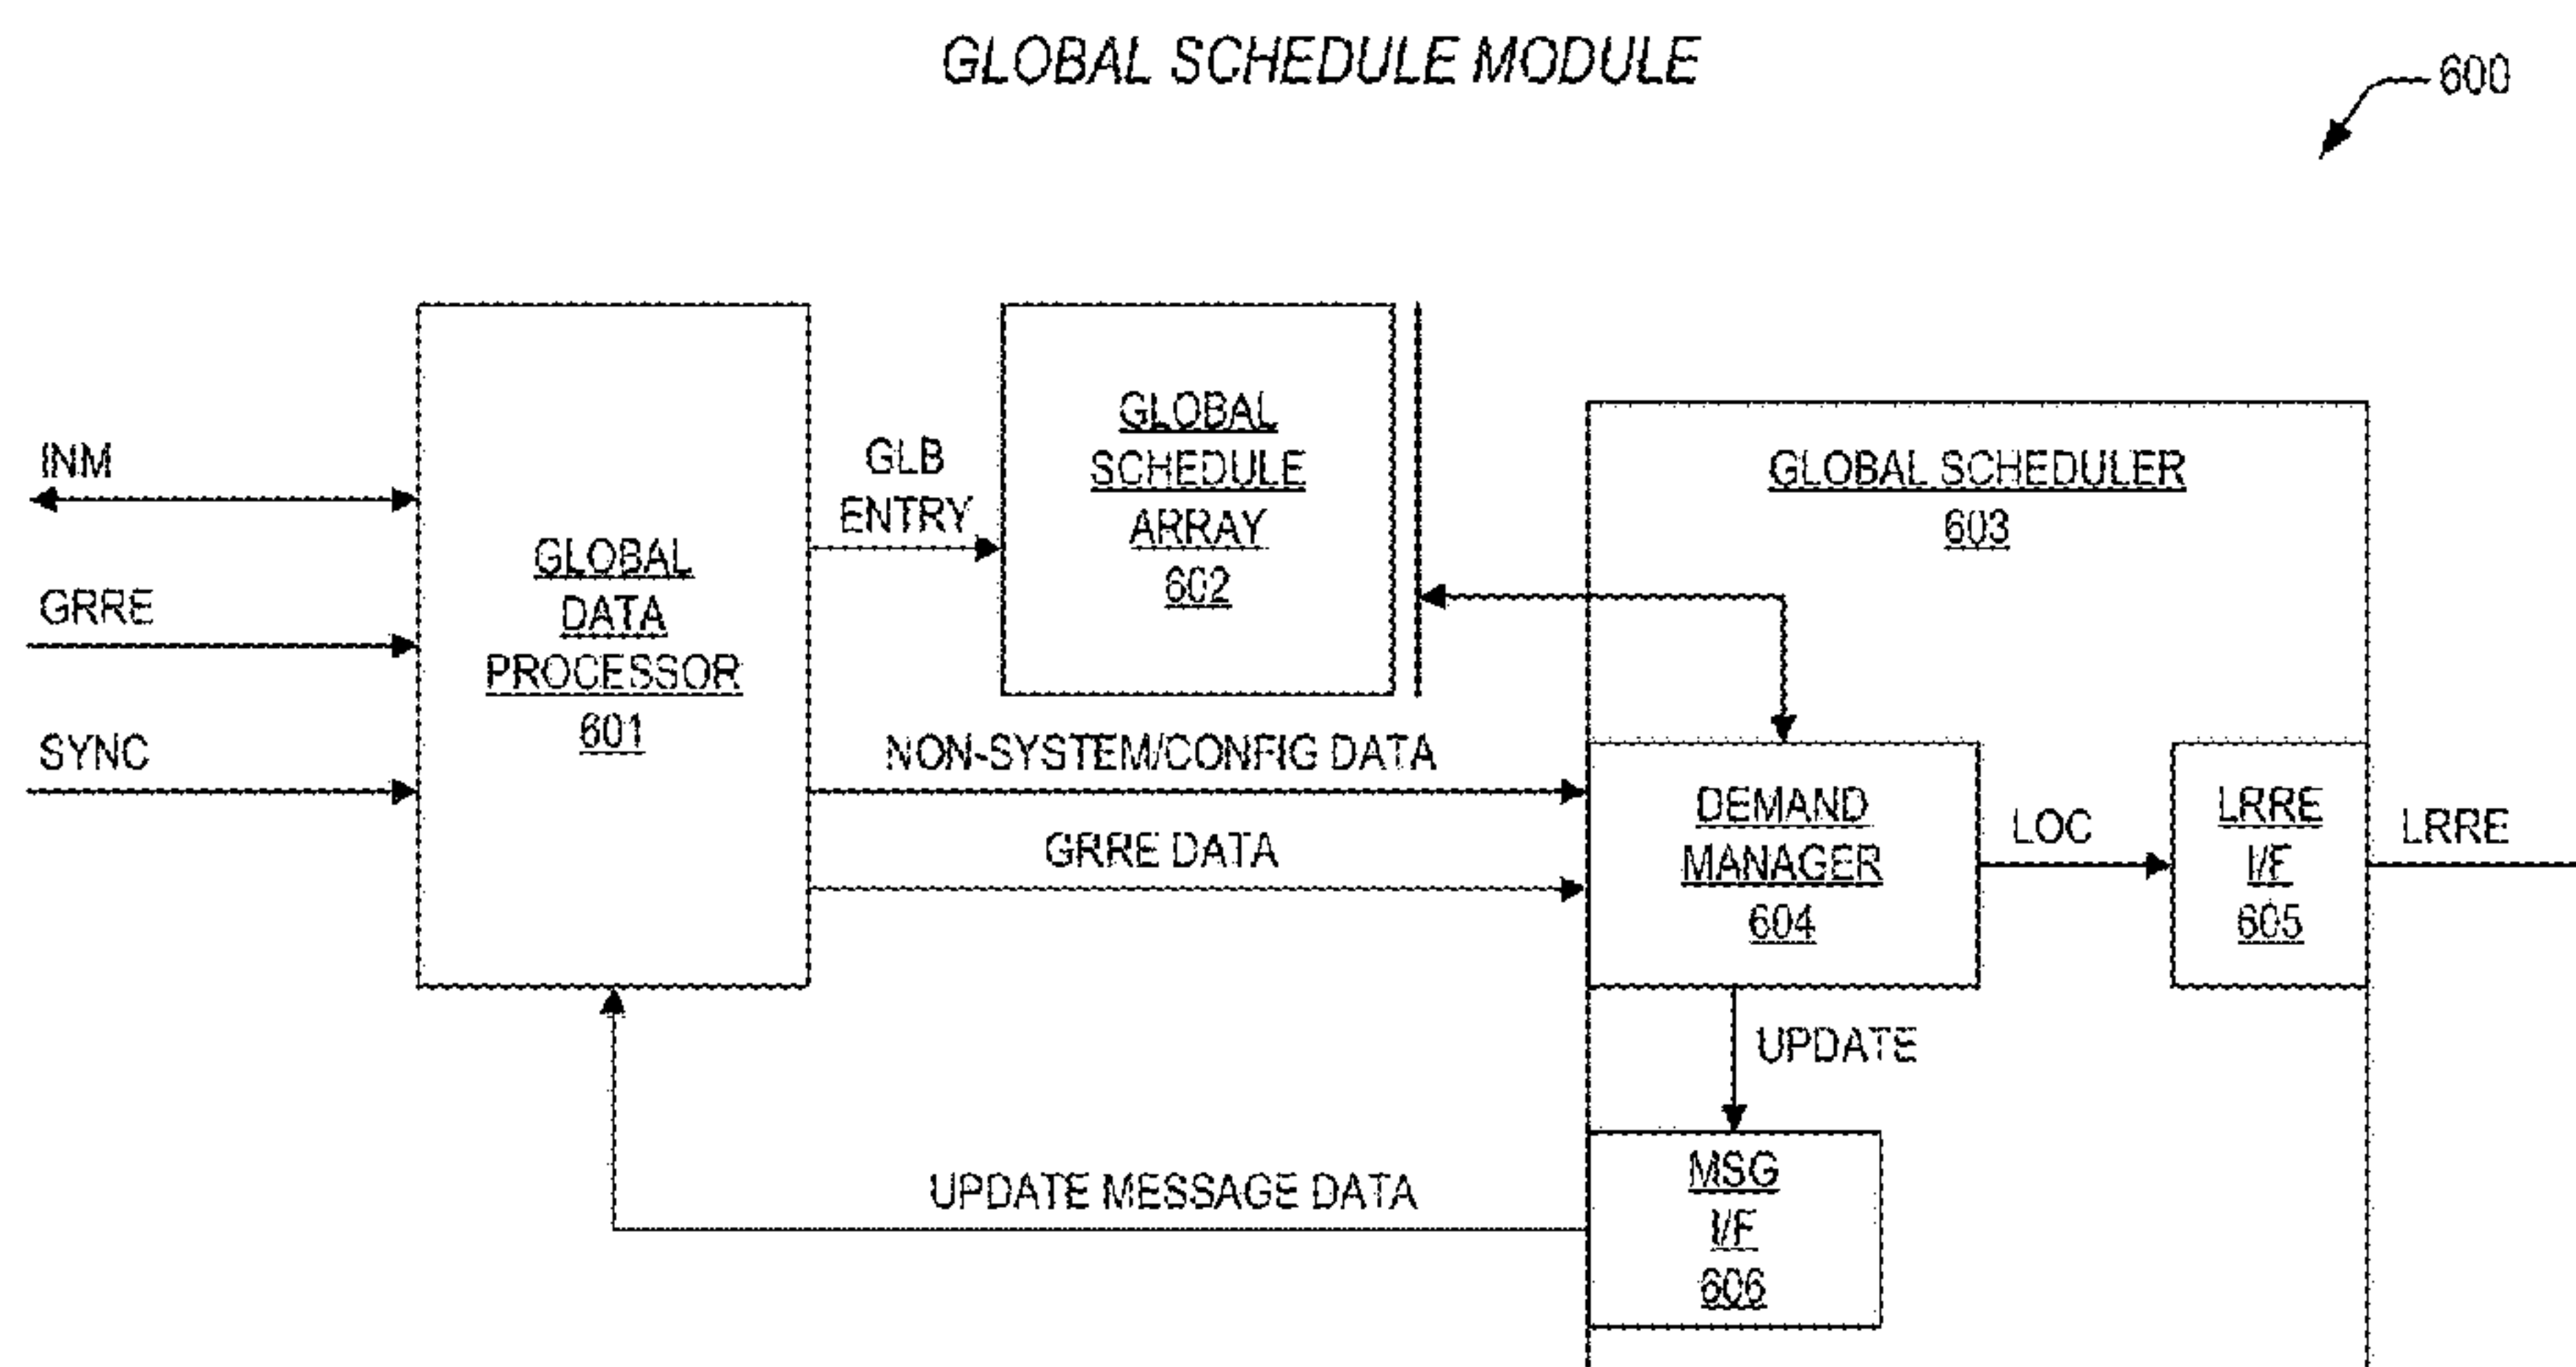 GLOBAL SCHEDULE MODULE
600
INM
GRRE
SYNC
GLOBAL
DATA
PROCESSOR
601
GLB
ENTRY
GLOBAL
SCHEDULE
ARRAY
602
GLOBAL SCHEDULER
603
NON-SYSTEM/CONFIG DATA
GRRE DATA
DEMAND
MANAGER
604
LOC
LRRE
I/F
605
LRRE
UPDATE
UPDATE MESSAGE DATA
MSG
I/F
606